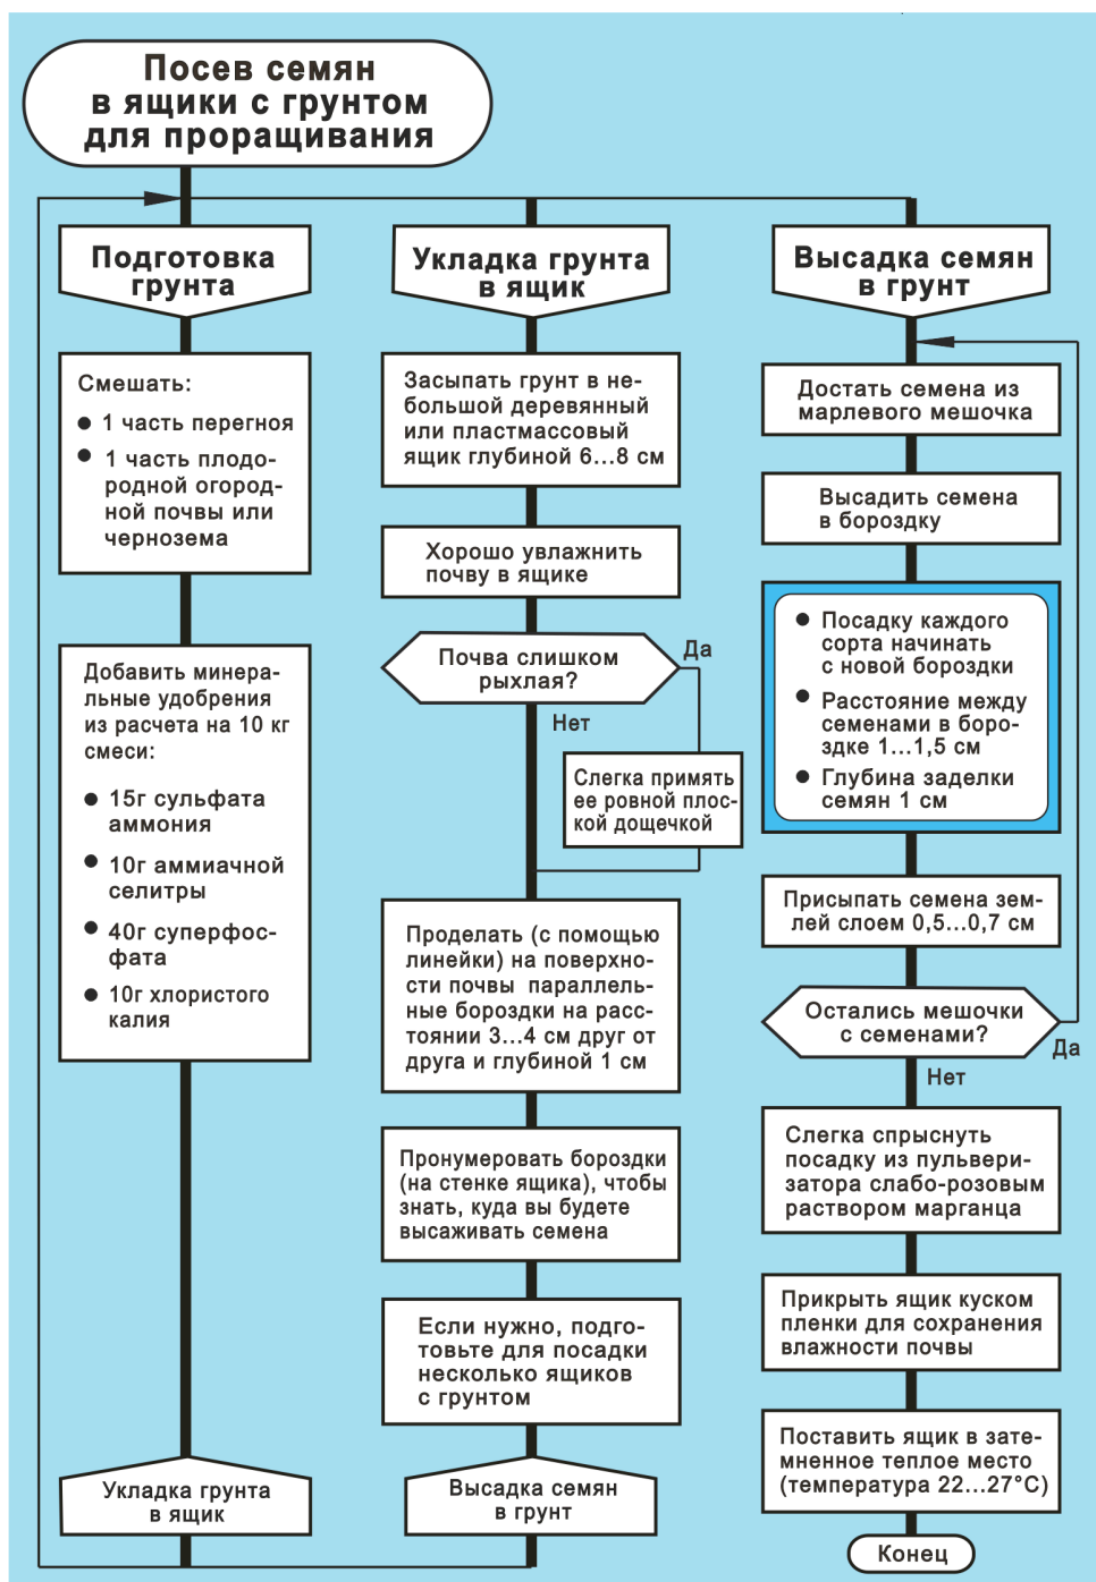 Посев семян
в ящики с грунтом
для проращивания
Подготовка
грунта
Смешать:
● 1 часть перегноя
● 1 часть плодо-
родной огород-
ной почвы или
чернозема
Добавить минера-
льные удобрения
из расчета на 10 кг
смеси:
● 15г сульфата
аммония
● 10г аммиачной
селитры
● 40г суперфос-
фата
● 10г хлористого
калия
Укладка грунта
в ящик
Укладка грунта
в ящик
Засыпать грунт в не-
большой деревянный
или пластмассовый
ящик глубиной 6...8 см
Хорошо увлажнить
почву в ящике
Почва слишком
рыхлая?
Да
Нет
Слегка примять
ее ровной плос-
кой дощечкой
Проделать (с помощью
линейки) на поверхно-
сти почвы параллель-
ные бороздки на расс-
тоянии 3...4 см друг от
друга и глубиной 1 см
Пронумеровать бороздки
(на стенке ящика), чтобы
знать, куда вы будете
высаживать семена
Если нужно, подго-
товьте для посадки
несколько ящиков
с грунтом
Высадка семян
в грунт
Высадка семян
в грунт
Достать семена из
марлевого мешочка
Высадить семена
в бороздку
● Посадку каждого
сорта начинать
с новой бороздки
● Расстояние между
семенами в боро-
здке 1...1,5 см
● Глубина заделки
семян 1 см
Присыпать семена зем-
лей слоем 0,5...0,7 см
Остались мешочки
с семенами?
Да
Нет
Слегка спрыснуть
посадку из пульвери-
затора слабо-розовым
раствором марганца
Прикрыть ящик куском
пленки для сохранения
влажности почвы
Поставить ящик в зате-
мненное теплое место
(температура 22...27°С)
Конец